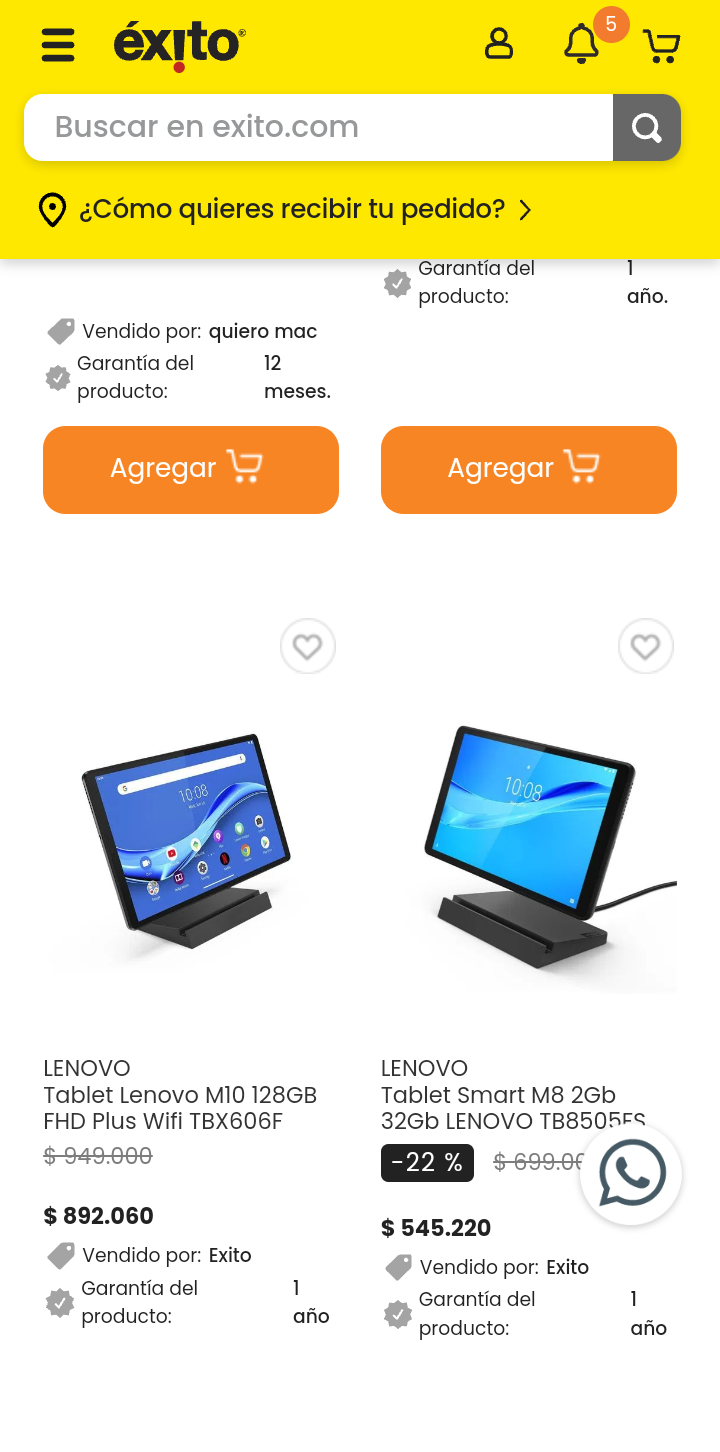 éxito
5
Buscar en exito.com
¿Cómo quieres recibir tu pedido?
Vendido por: quiero mac
Garantía del producto:
12 meses.
Agregar
Garantía del producto:
1 año.
Agregar
10:08
LENOVO
Tablet Lenovo M10 128GB
FHD Plus Wifi TBX606F
$ 949.000
$ 892.060
Vendido por: Exito
Garantía del producto:
1 año
10:08
LENOVO
Tablet Smart M8 2Gb
32Gb LENOVO TB8505FS
-22 %
$ 545.220
Vendido por: Exito
Garantía del producto:
1 año